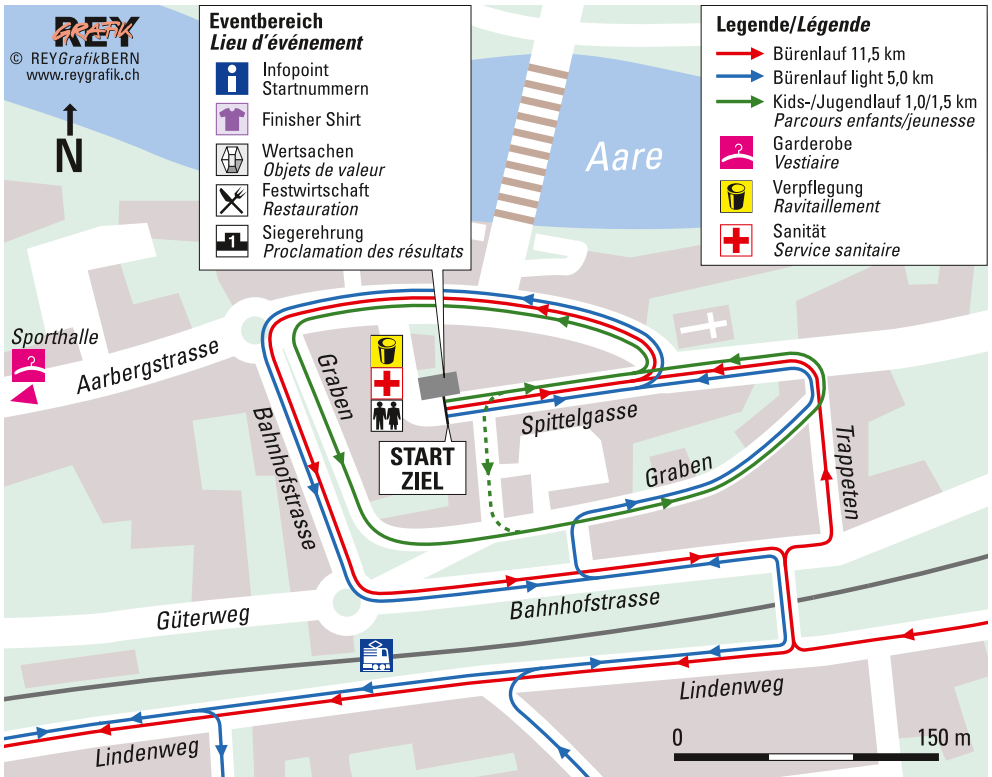 REY
GRAFIK
© REYGrafikBERN
www.reygrafik.ch
N
Eventbereich
Lieu d'événement
Infopoint
Startnummern
Finisher Shirt
Wertsachen
Objets de valeur
Festwirtschaft
Restauration
1
Siegerehrung
Proclamation des résultats
Legende/Légende
Bürenlauf 11,5 km
Bürenlauf light 5,0 km
Kids-/Jugendlauf 1,0/1,5 km
Parcours enfants/jeunesse
Garderobe
Vestiaire
Verpflegung
Ravitaillement
Sanität
Service sanitaire
Aare
Sporthalle
Aarbergstrasse
Graben
Bahnhofstrasse
START
ZIEL
Spittelgasse
Graben
Trappeten
Güterweg
Bahnhofstrasse
Lindenweg
Lindenweg
0 150 m